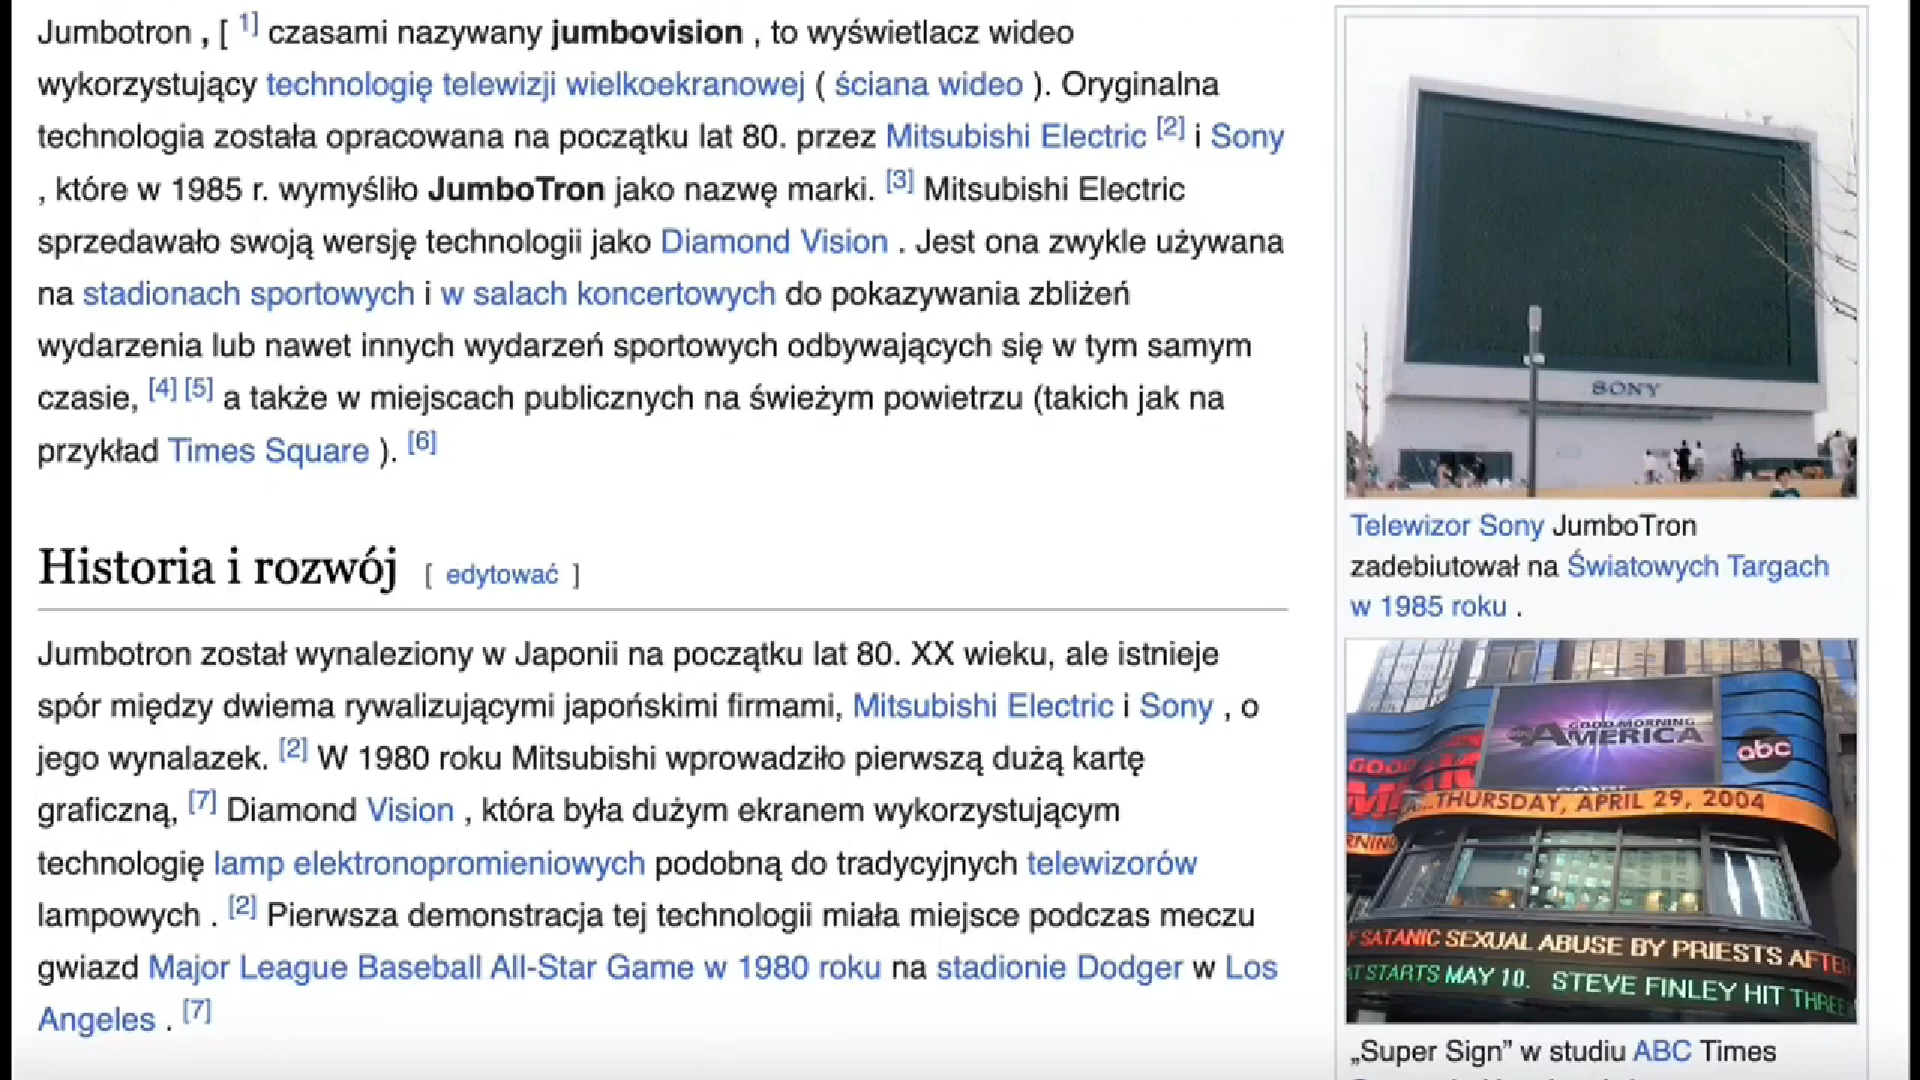 Jumbotron , [ 1] czasami nazywany jumbovision , to wyświetlacz wideo
wykorzystujący technologię telewizji wielkoekranowej ( ściana wideo ). Oryginalna
technologia została opracowana na początku lat 80. przez Mitsubishi Electric [2] i Sony
, które w 1985 r. wymyśliło JumboTron jako nazwę marki. [3] Mitsubishi Electric
sprzedawało swoją wersję technologii jako Diamond Vision . Jest ona zwykle używana
na stadionach sportowych i w salach koncertowych do pokazywania zbliżeń
wydarzenia lub nawet innych wydarzeń sportowych odbywających się w tym samym
czasie, [4] [5] a także w miejscach publicznych na świeżym powietrzu (takich jak na
przykład Times Square ). [6]
Historia i rozwój [ edytować ]
Jumbotron został wynaleziony w Japonii na początku lat 80. XX wieku, ale istnieje
spór między dwiema rywalizującymi japońskimi firmami, Mitsubishi Electric i Sony , o
jego wynalazek. [2] W 1980 roku Mitsubishi wprowadziło pierwszą dużą kartę
graficzną, [7] Diamond Vision , która była dużym ekranem wykorzystującym
technologię lamp elektronopromieniowych podobną do tradycyjnych telewizorów
lampowych . [2] Pierwsza demonstracja tej technologii miała miejsce podczas meczu
gwiazd Major League Baseball All-Star Game w 1980 roku na stadionie Dodger w Los
Angeles . [7]
SONY
Telewizor Sony JumboTron
zadebiutował na Światowych Targach
w 1985 roku .
GOOD MORNING
AMERICA
abc
GOOD
THURSDAY, APRIL 29, 2004
SATANIC SEXUAL ABUSE BY PRIESTS AFTER
AT STARTS MAY 10. STEVE FINLEY HIT THREE
„Super Sign” w studiu ABC Times